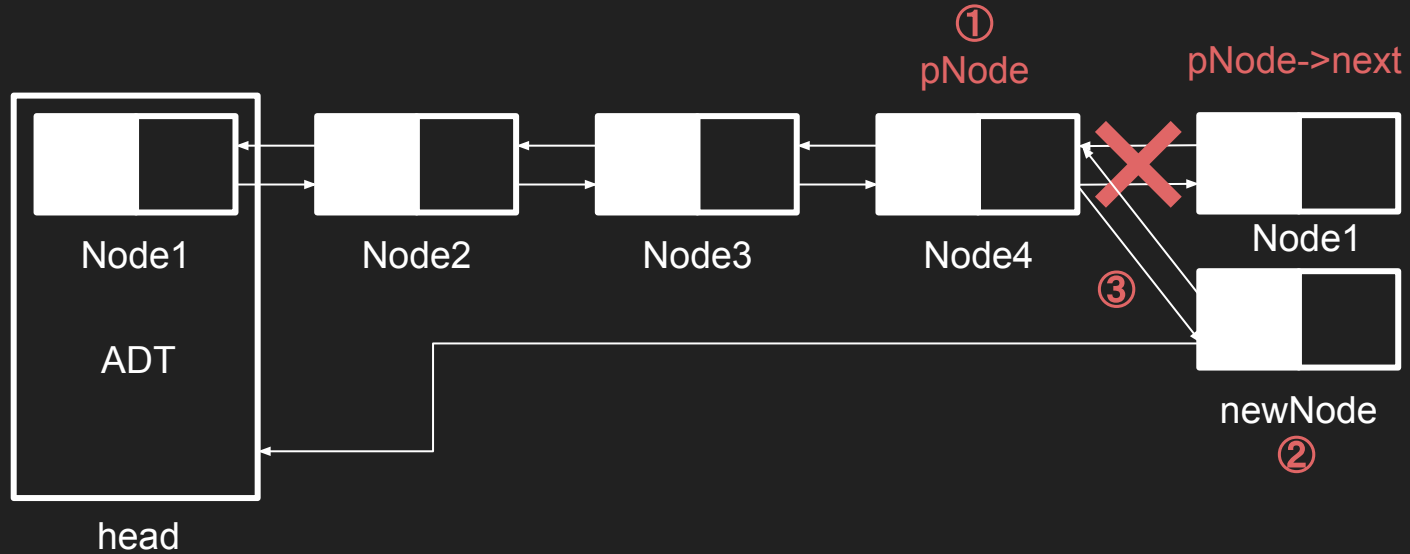 ①
pNode
pNode->next
Node1
Node2
Node3
Node4
Node1
③
ADT
newNode
②
head